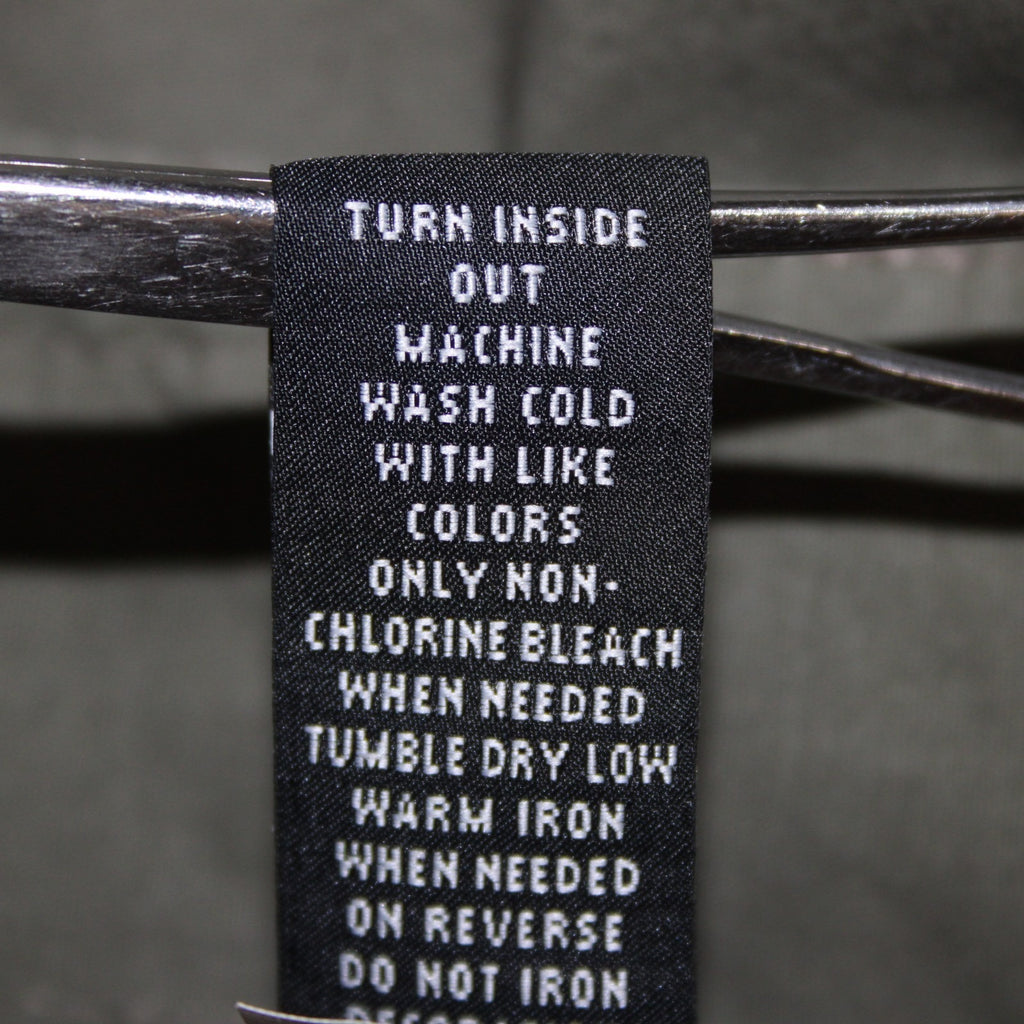 TURN INSIDE
OUT
MACHINE
WASH COLD
WITH LIKE
COLORS
ONLY NON-
CHLORINE BLEACH
WHEN NEEDED
TUMBLE DRY LOW
WARM IRON
WHEN NEEDED
ON REVERSE
DO NOT IRON